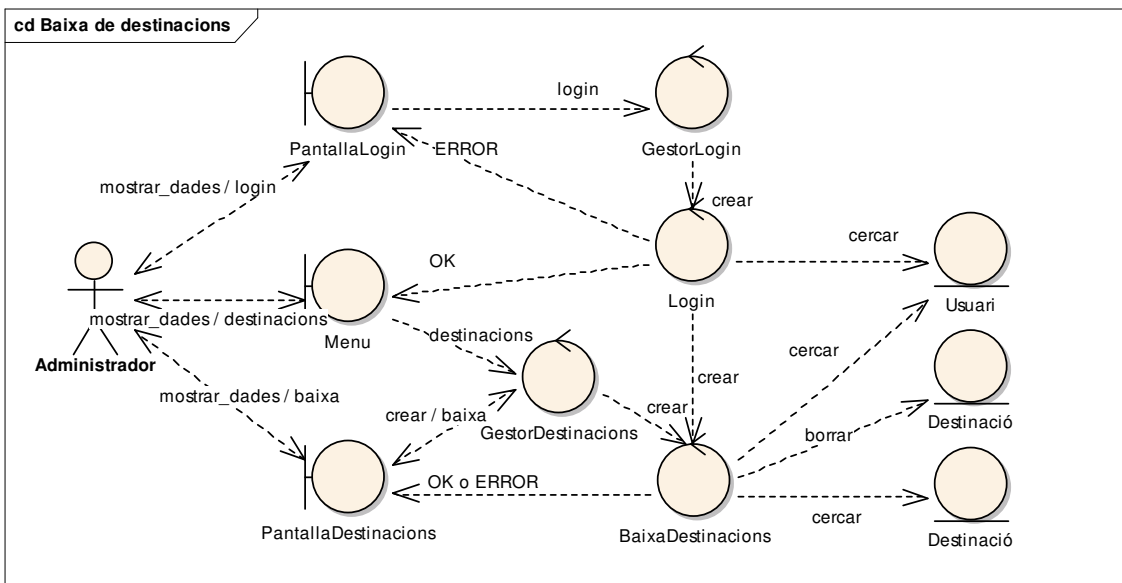 cd Baixa de destinacions
login
PantallaLogin
GestorLogin
ERROR
mostrar_dades / login
crear
cercar
OK
Login
Usuari
mostrar_dades / destinacions
Menu
destinacions
cercar
Administrador
crear
mostrar_dades / baixa
crear / baixa
crear
GestorDestinacions
Destinació
borrar
OK o ERROR
cercar
PantallaDestinacions
BaixaDestinacions
Destinació